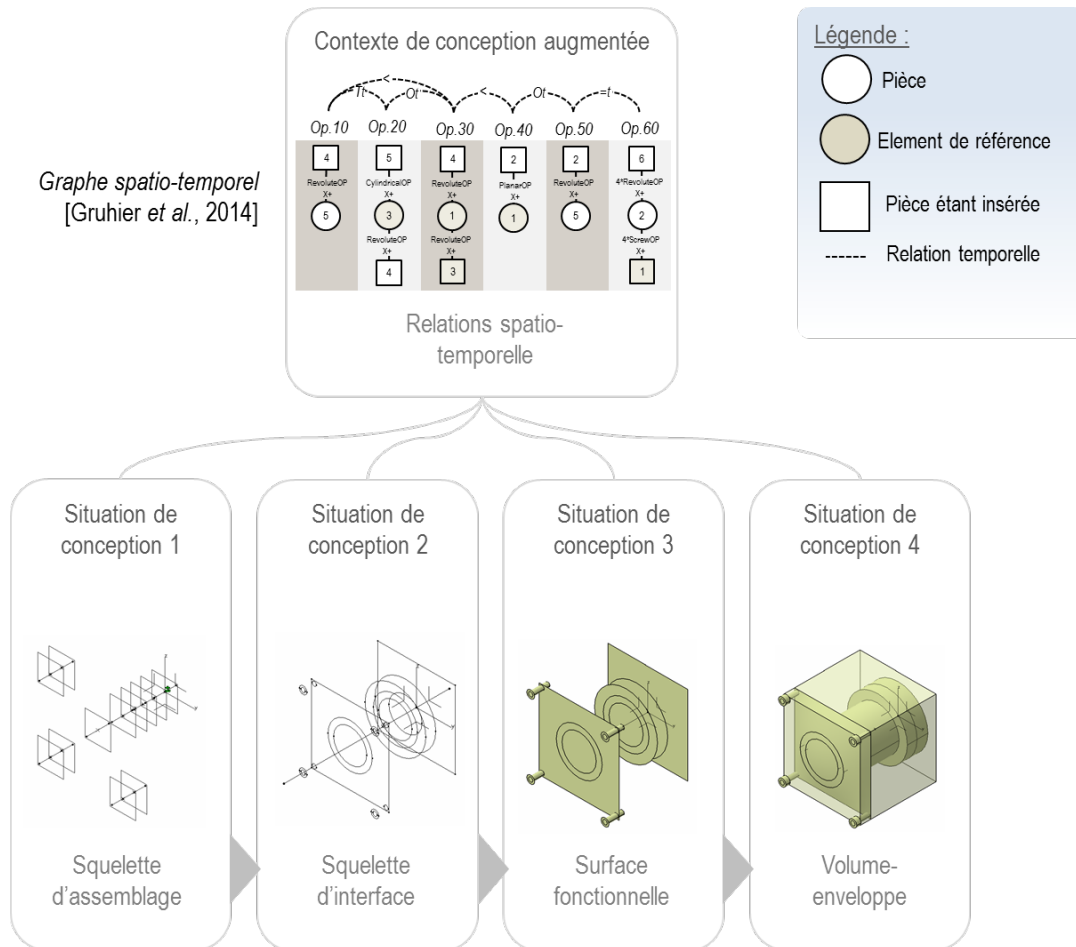 Contexte de conception augmentée
<
Tt
Ot
<
Ot
=t
Op.10
Op.20
Op.30
Op.40
Op.50
Op.60
4
5
4
2
2
6
RevoluteOP
CylindricalOP
RevoluteOP
PlanarOP
RevoluteOP
4*RevoluteOP
X+
X+
X+
X+
X+
X+
5
3
1
1
5
2
RevoluteOP
RevoluteOP
4*ScrewOP
X+
X+
X+
4
3
1
Relations spatio-
temporelle
Graphe spatio-temporel
[Gruhier et al., 2014]
Légende :
Pièce
Element de référence
Pièce étant insérée
Relation temporelle
Situation de
conception 1
Squelette
d'assemblage
Situation de
conception 2
Squelette
d'interface
Situation de
conception 3
Surface
fonctionnelle
Situation de
conception 4
Volume-
enveloppe